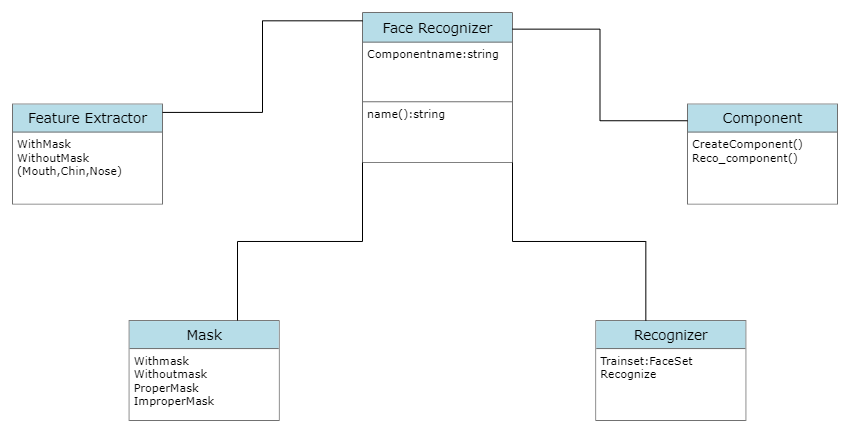 Face Recognizer
Componentname:string
name():string
Feature Extractor
WithMask
WithoutMask
(Mouth,Chin,Nose)
Component
CreateComponent()
Reco_component()
Mask
Withmask
Withoutmask
ProperMask
ImproperMask
Recognizer
Trainset:FaceSet
Recognize